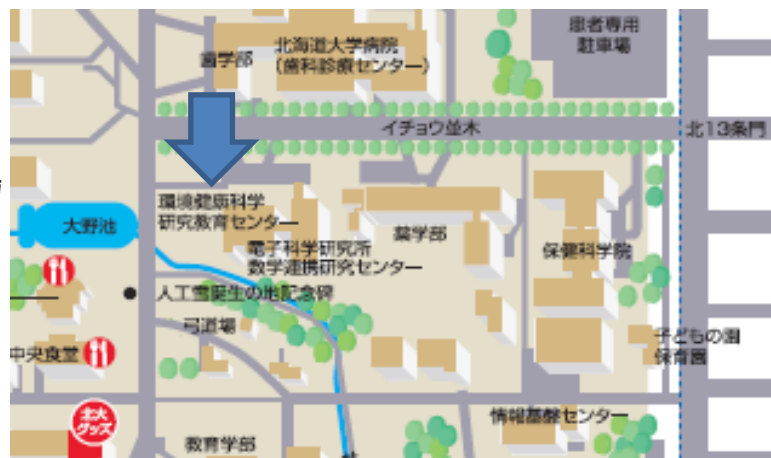 歯学部
北海道大学病院
(歯科診療センター)
患者専用
駐車場
イチョウ並木
北13条門
環境健康科学
研究教育センター
大野池
電子科学研究所
数学連携研究センター
薬学部
保健科学院
人工雪誕生の地記念碑
弓道場
中央食堂
子どもの園
保育園
北大
グッズ
情報基盤センター
教育学部